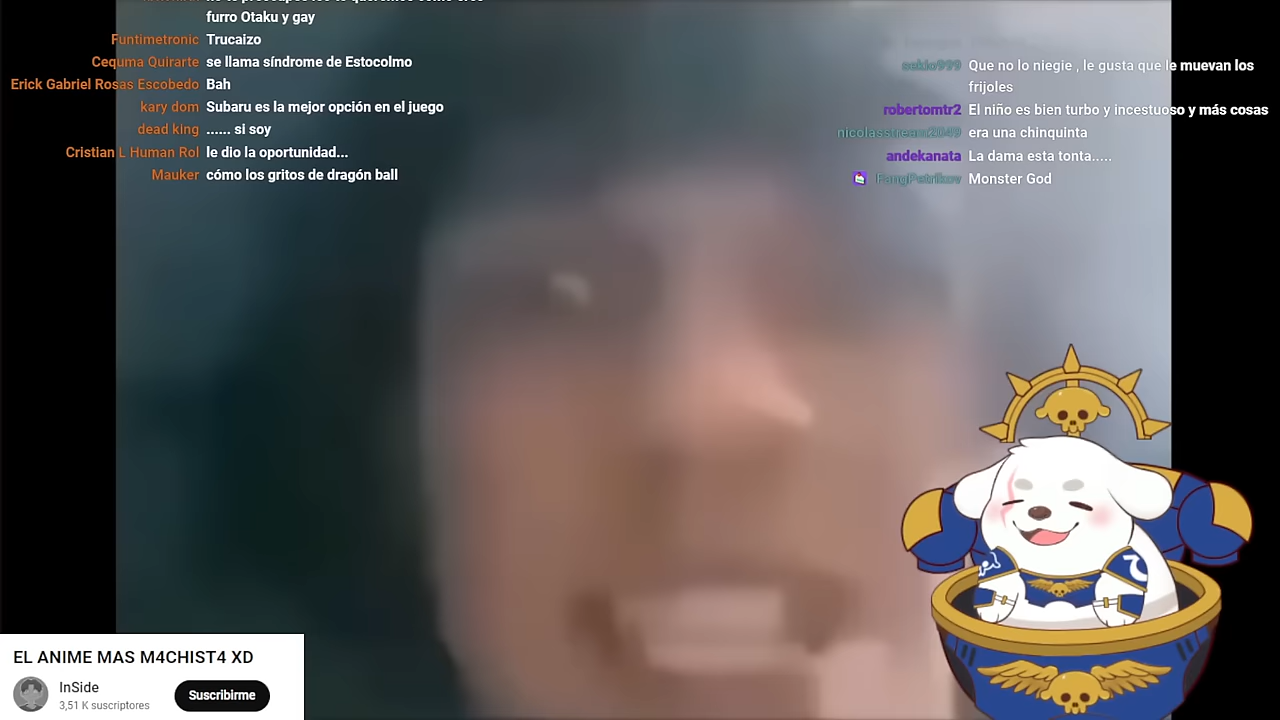 furro Otaku y gay
Funtimetronic Trucaizo
Cequma Quirarte se llama síndrome de Estocolmo
Erick Gabriel Rosas Escobedo Bah
kary dom Subaru es la mejor opción en el juego
dead king ...... si soy
Cristian L Human Rol le dio la oportunidad...
Mauker cómo los gritos de dragón ball
sekio999 Que no lo niegie , le gusta que le muevan los
frijoles
robertomtr2 El niño es bien turbo y incestuoso y más cosas
nicolasstream2049 era una chinquinta
andekanata La dama esta tonta.....
FangPetrikov Monster God
EL ANIME MAS M4CHIST4 XD
InSide
3,51 K suscriptores
Suscribirme